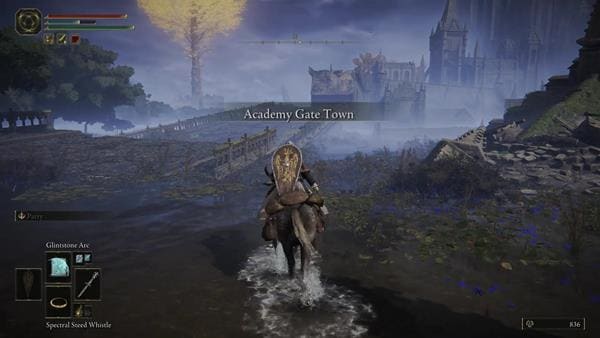 Academy Gate Town
Parry
Glintstone Arc
Spectral Steed Whistle
836